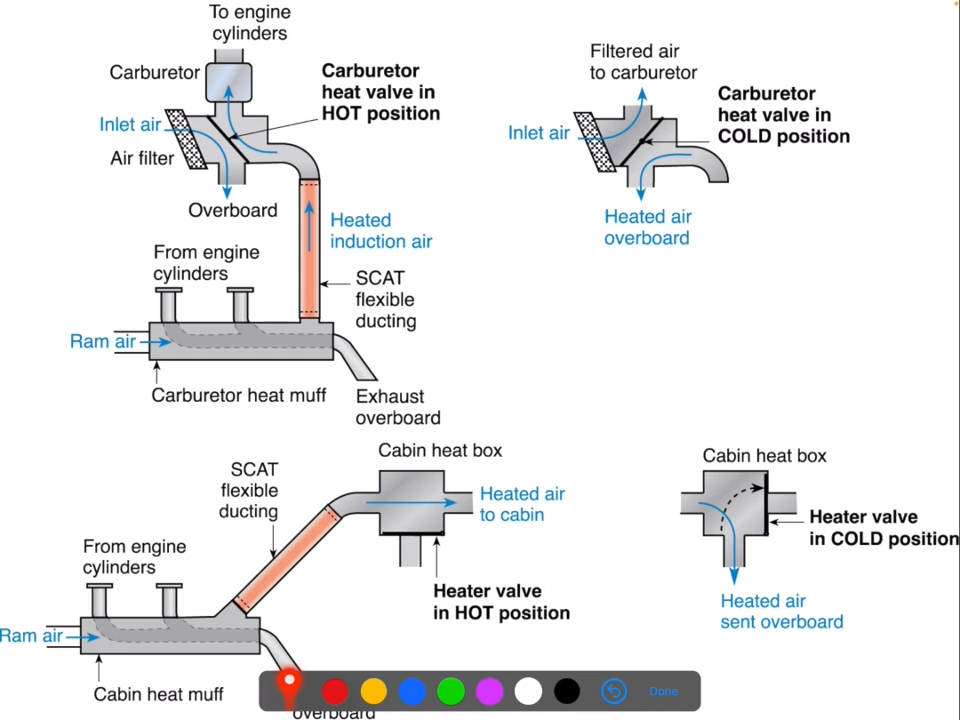 To engine
cylinders
Carburetor
Carburetor
heat valve in
HOT position
Inlet air
Air filter
Overboard
Heated
induction air
From engine
cylinders
SCAT
flexible
ducting
Ram air
Carburetor heat muff
Exhaust
overboard
Filtered air
to carburetor
Carburetor
heat valve in
COLD position
Inlet air
Heated air
overboard
Cabin heat box
SCAT
flexible
ducting
Heated air
to cabin
From engine
cylinders
Heater valve
in HOT position
Ram air
Cabin heat muff
overboard
Cabin heat box
Heater valve
in COLD position
Heated air
sent overboard
Done